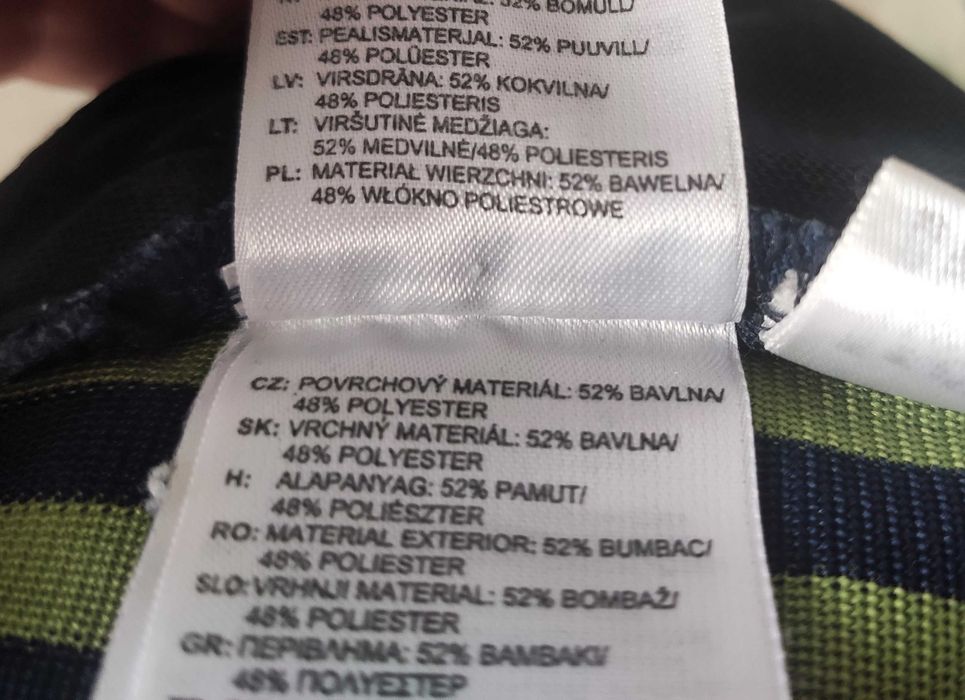 52% BOMULL/
48% POLYESTER
EST: PEALISMATERJAL: 52% PUUVILL/
48% POLÜESTER
LV: VIRSDRĀNA: 52% KOKVILNA/
48% POLIESTERIS
LT: VIRŠUTINĖ MEDŽIAGA:
52% MEDVILNĖ/48% POLIESTERIS
PL: MATERIAŁ WIERZCHNI: 52% BAWEŁNA/
48% WŁÓKNO POLIESTROWE
CZ: POVRCHOVÝ MATERIÁL: 52% BAVLNA/
48% POLYESTER
SK: VRCHNÝ MATERIÁL: 52% BAVLNA/
48% POLYESTER
H: ALAPANYAG: 52% PAMUT/
48% POLIÉSZTER
RO: MATERIAL EXTERIOR: 52% BUMBAC/
48% POLIESTER
SLO: VRHNJI MATERIAL: 52% BOMBAŽ/
48% POLYESTER
GR: ΠΕΡΙΒΛΗΜΑ: 52% ΒΑΜΒΑΚΙ/
48% ΠΟΛΥΕΣΤΕΡ